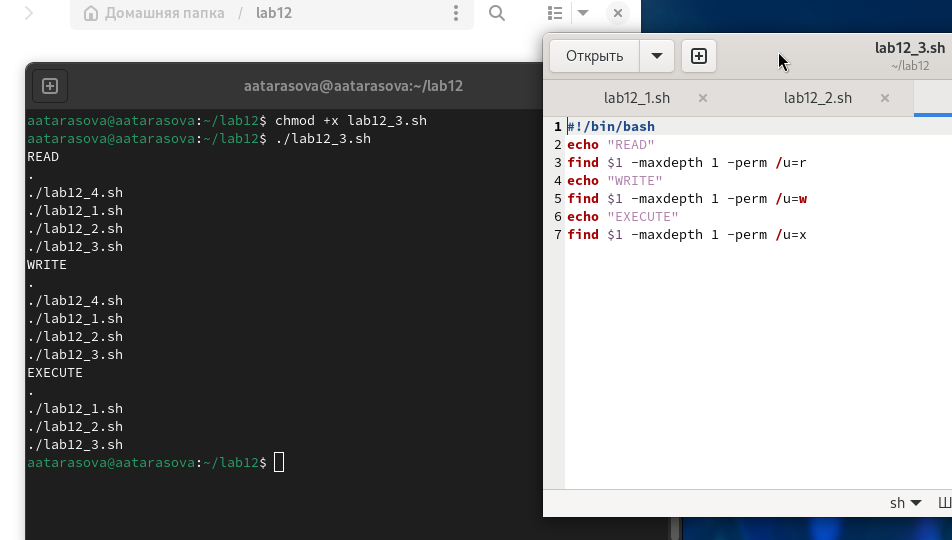 Домашняя папка / lab12
aatarasova@aatarasova:~/lab12
aatarasova@aatarasova:~/lab12$ chmod +x lab12_3.sh
aatarasova@aatarasova:~/lab12$ ./lab12_3.sh
READ
.
./lab12_4.sh
./lab12_1.sh
./lab12_2.sh
./lab12_3.sh
WRITE
.
./lab12_4.sh
./lab12_1.sh
./lab12_2.sh
./lab12_3.sh
EXECUTE
.
./lab12_1.sh
./lab12_2.sh
./lab12_3.sh
aatarasova@aatarasova:~/lab12$
Открыть
lab12_3.sh
~/lab12
lab12_1.sh
lab12_2.sh
1 #!/bin/bash
2 echo "READ"
3 find $1 -maxdepth 1 -perm /u=r
4 echo "WRITE"
5 find $1 -maxdepth 1 -perm /u=w
6 echo "EXECUTE"
7 find $1 -maxdepth 1 -perm /u=x
sh